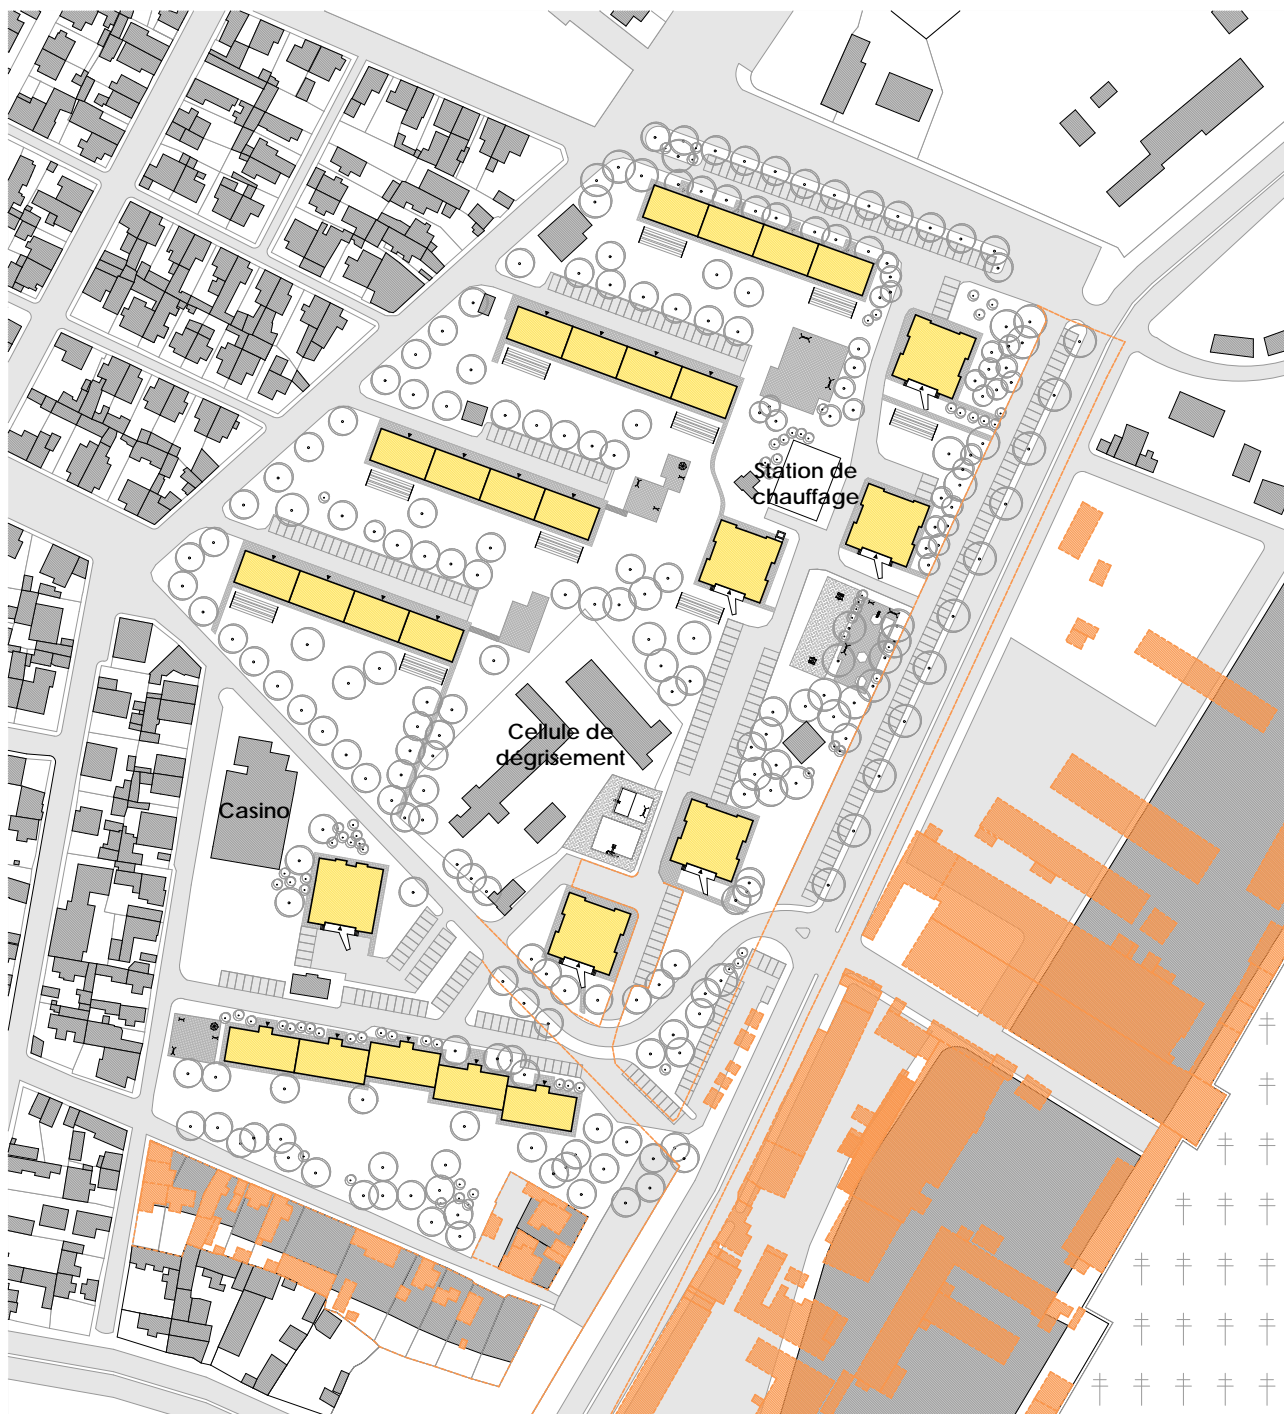 Station de
chauffage
Cellule de
dégrisement
Casino